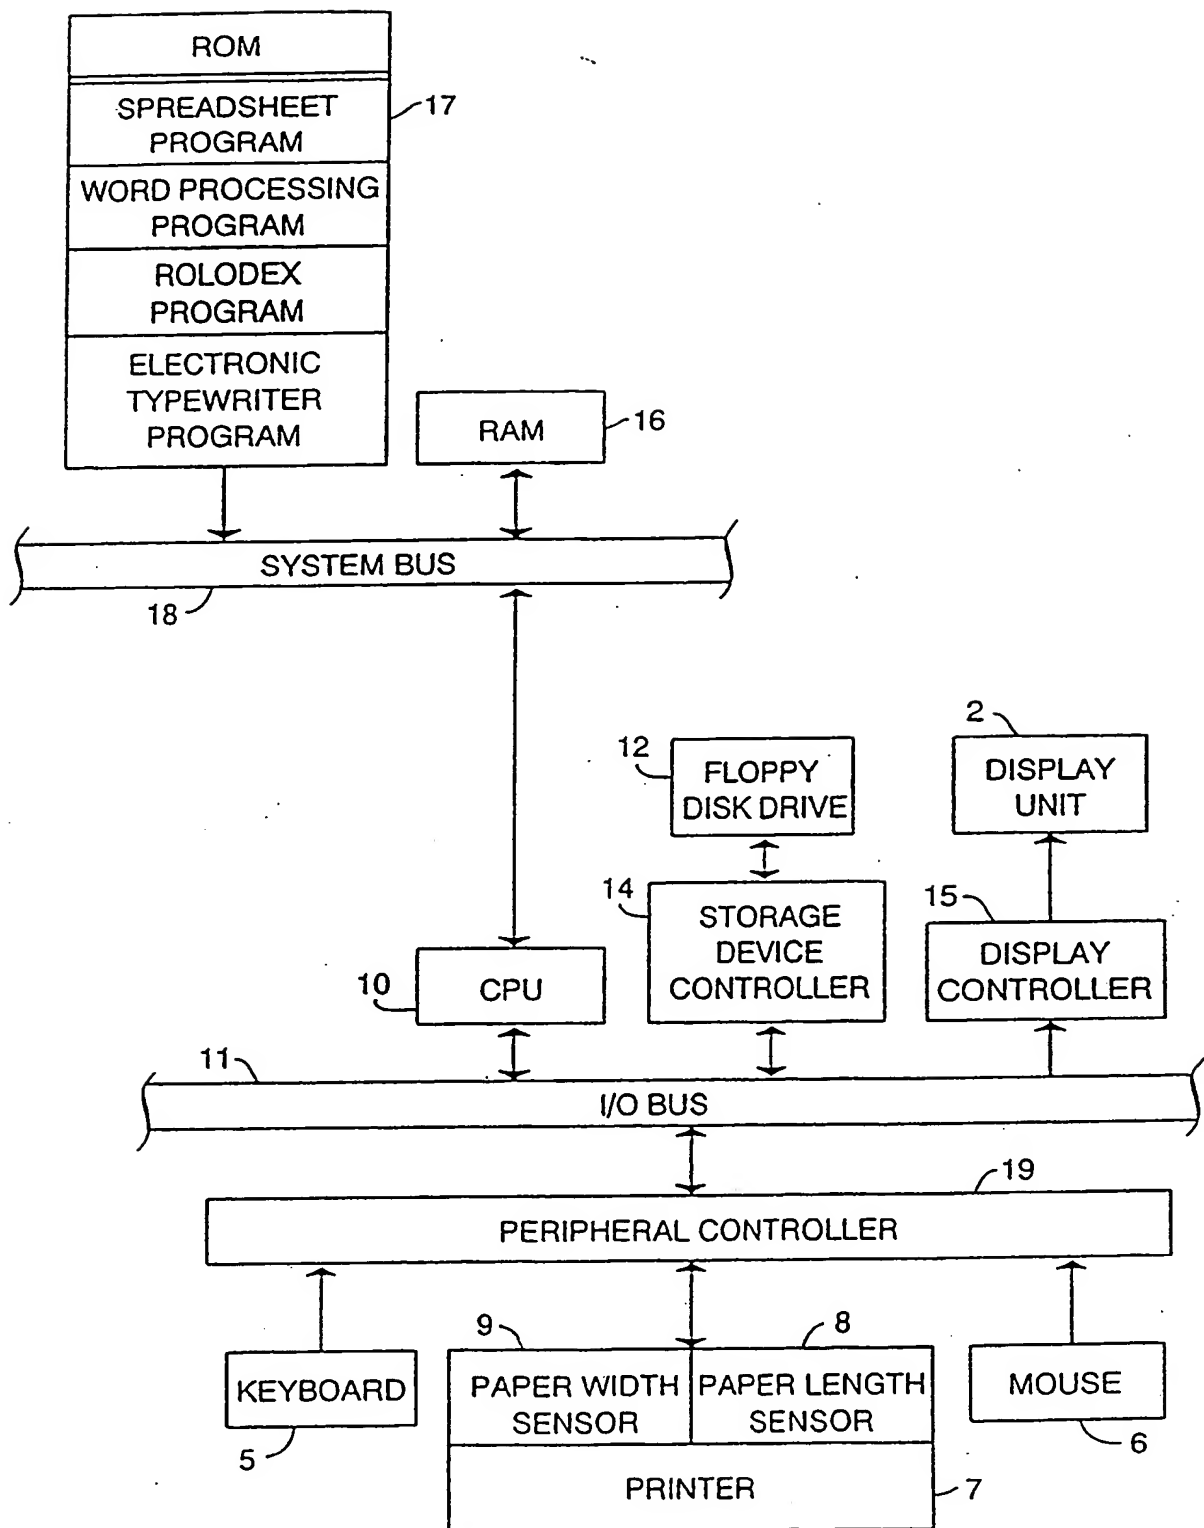 ROM
SPREADSHEET
PROGRAM
17
WORD PROCESSING
PROGRAM
ROLODEX
PROGRAM
ELECTRONIC
TYPEWRITER
PROGRAM
RAM
16
SYSTEM BUS
18
2
12
FLOPPY
DISK DRIVE
DISPLAY
UNIT
14
STORAGE
DEVICE
CONTROLLER
15
DISPLAY
CONTROLLER
10
CPU
11
I/O BUS
19
PERIPHERAL CONTROLLER
9
8
KEYBOARD
5
PAPER WIDTH
SENSOR
PAPER LENGTH
SENSOR
MOUSE
6
PRINTER
7